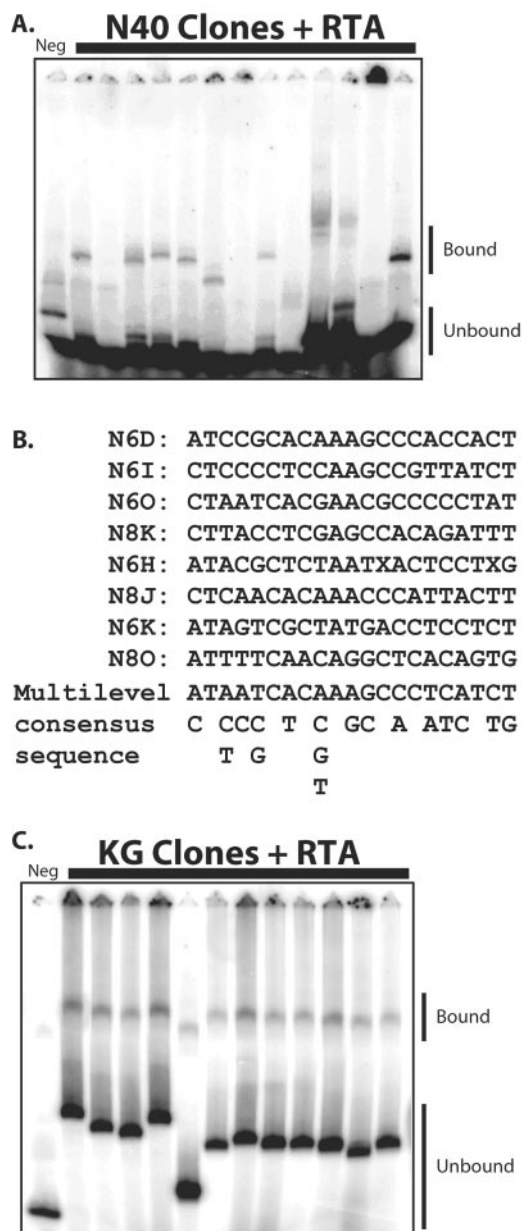 A.
N40 Clones + RTA
Neg
Bound
Unbound
B.
N6D: ATCCGCACAAAGCCCACCACT
N6I: CTCCCCTCCAAGCCGTTATCT
N6O: CTAATCACGAACGCCCCCTAT
N8K: CTTACCTCGAGCCACAGATTT
N6H: ATACGCTCTAATXACTCCTXG
N8J: CTCAACACAAACCCATTACTT
N6K: ATAGTCGCTATGACCTCCTCT
N8O: ATTTTCAACAGGCTCACAGTG
Multilevel ATAATCACAAAGCCCTCATCT
consensus C CCC T C GC A ATC TG
sequence T G G
T
C.
KG Clones + RTA
Neg
Bound
Unbound